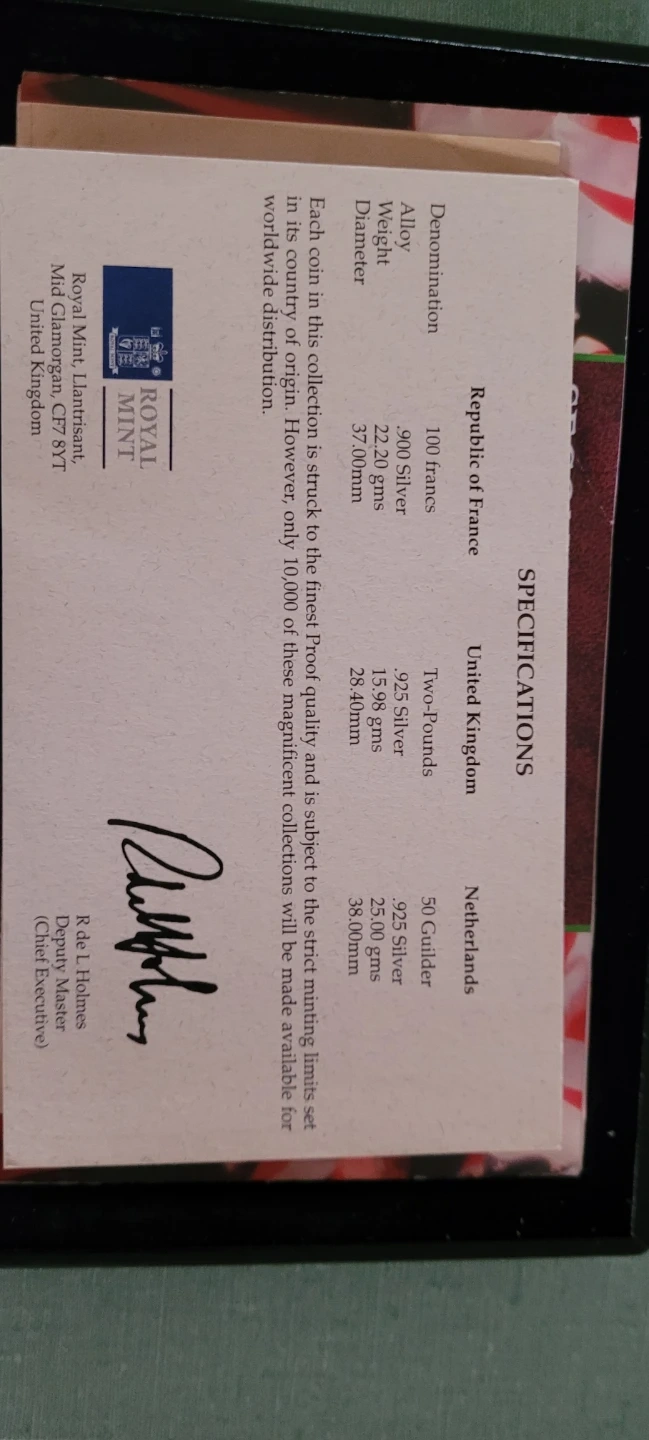 SPECIFICATIONS
Republic of France United Kingdom Netherlands
Denomination 100 francs Two-Pounds 50 Guilder
Alloy .900 Silver .925 Silver .925 Silver
Weight 22.20 gms 15.98 gms 25.00 gms
Diameter 37.00mm 28.40mm 38.00mm
Each coin in this collection is struck to the finest Proof quality and is subject to the strict minting limits set
in its country of origin. However, only 10,000 of these magnificent collections will be made available for
worldwide distribution.
ROYAL
MINT
Royal Mint, Llantrisant,
Mid Glamorgan, CF7 8YT
United Kingdom
R de L Holmes
Deputy Master
(Chief Executive)